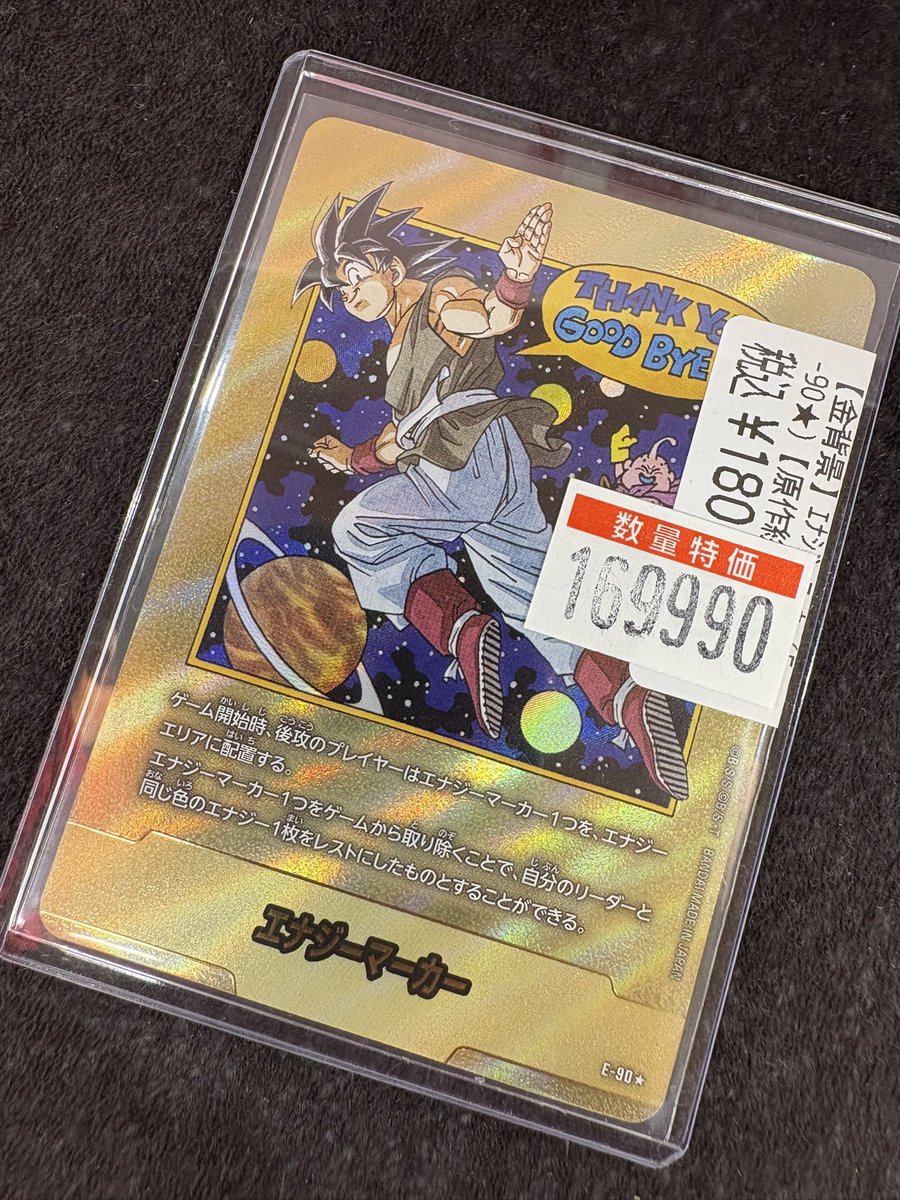 THANK YO
GOOD BYE
【金背景】エナジ
-90★)【原作
税込 ¥180
数量特価
169990
ゲーム開始時、後攻のプレイヤーはエナジーマーカー1つを、エナジー
エリアに配置する。
エナジーマーカー1つをゲームから取り除くことで、自分のリーダーと
同じ色のエナジー1枚をレストにしたものとすることができる。
エナジーマーカー
BANDAI MADE IN JAPAN
E-90★